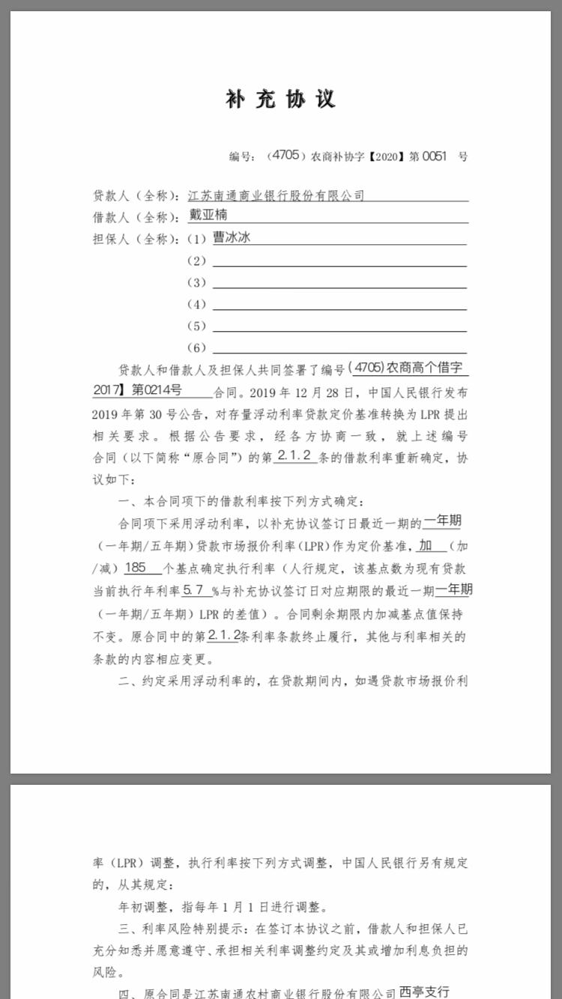 补充协议
编号：（4705）农商补协字【2020】第 0051 号
贷款人（全称）：江苏南通商业银行股份有限公司
借款人（全称）：戴亚楠
担保人（全称）：（1）曹冰冰
（2）
（3）
（4）
（5）
（6）
贷款人和借款人及担保人共同签署了编号(4705)农商高个借字
2017】第0214号 合同。2019 年 12 月 28 日，中国人民银行发布
2019 年第 30 号公告，对存量浮动利率贷款定价基准转换为 LPR 提出
相关要求。根据公告要求，经各方协商一致，就上述编号
合同（以下简称“原合同”）的第 2.1.2 条的借款利率重新确定，协
议如下：
一、本合同项下的借款利率按下列方式确定：
合同项下采用浮动利率，以补充协议签订日最近一期的一年期
（一年期/五年期）贷款市场报价利率（LPR）作为定价基准，加（加
/减）185 个基点确定执行利率（人行规定，该基点数为现有贷款
当前执行年利率 5.7 %与补充协议签订日对应期限的最近一期一年期
（一年期/五年期）LPR 的差值）。合同剩余期限内加减基点值保持
不变。原合同中的第 2.1.2条利率条款终止履行，其他与利率相关的
条款的内容相应变更。
二、约定采用浮动利率的，在贷款期间内，如遇贷款市场报价利
率（LPR）调整，执行利率按下列方式调整，中国人民银行另有规定
的，从其规定：
年初调整，指每年 1 月 1 日进行调整。
三、利率风险特别提示：在签订本协议之前，借款人和担保人已
充分知悉并愿意遵守、承担相关利率调整约定及其或增加利息负担的
风险。
四、原合同是江苏南通农村商业银行股份有限公司 西亭支行